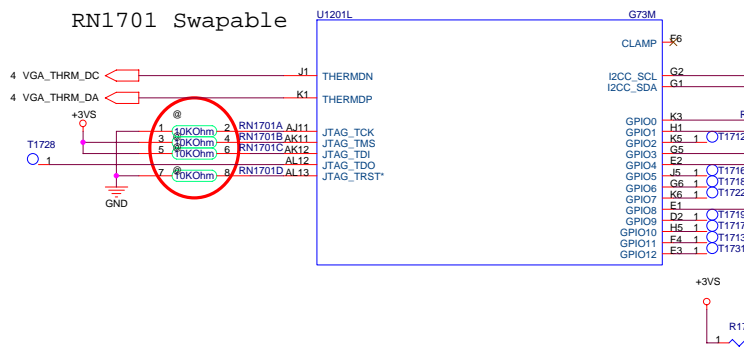 RN1701 Swapable
U1201L G73M
CLAMP F6
4 VGA_THRM_DC J1 THERMDN
I2CC_SCL G2
I2CC_SDA G1
4 VGA_THRM_DA K1 THERMDP
+3VS
@
GPIO0 K3
1 10KOhm 2 RN1701A AJ11 JTAG_TCK GPIO1 H1
3 10KOhm 4 RN1701B AK11 JTAG_TMS GPIO2 K5 1 T1712
5 10KOhm 6 RN1701C AK12 JTAG_TDI GPIO3 G5
T1728 1 AL12 JTAG_TDO GPIO4 E2
7 10KOhm 8 RN1701D AL13 JTAG_TRST* GPIO5 J5 1 T1716
GPIO6 G6 1 T1718
GPIO7 K6 1 T1722
GND
GPIO8 E1
GPIO9 D2 1 T1719
GPIO10 H5 1 T1717
GPIO11 F4 1 T1713
GPIO12 E3 1 T1731
+3VS
1 R17